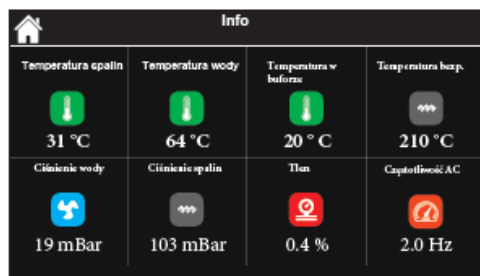 Info
Temperatura spalin
Temperatura wody
Temperatura w
buforze
Temperatura bezp.
31 °C
64 °C
20 ° C
210 °C
Ciśnienie wody
Ciśnienie spalin
Tlen
Częstotliwość AC
19 mBar
103 mBar
0.4 %
2.0 Hz